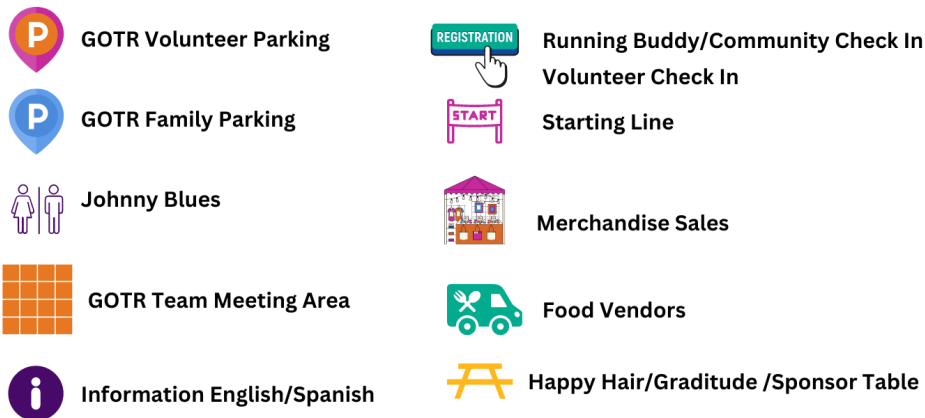 P GOTR Volunteer Parking
P GOTR Family Parking
Johnny Blues
GOTR Team Meeting Area
i Information English/Spanish
REGISTRATION Running Buddy/Community Check In
Volunteer Check In
START Starting Line
Merchandise Sales
Food Vendors
Happy Hair/Graditude /Sponsor Table